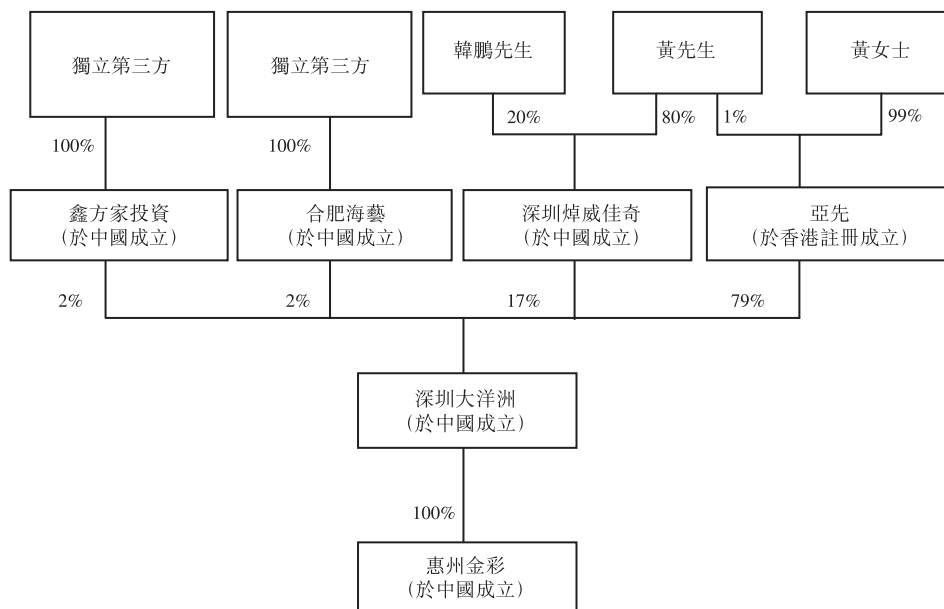 獨立第三方
獨立第三方
韓鵬先生
黃先生
黃女士
100%
100%
20%
80%
1%
99%
鑫方家投資
(於中國成立)
合肥海藝
(於中國成立)
深圳焯威佳奇
(於中國成立)
亞先
(於香港註冊成立)
2%
2%
17%
79%
深圳大洋洲
(於中國成立)
100%
惠州金彩
(於中國成立)